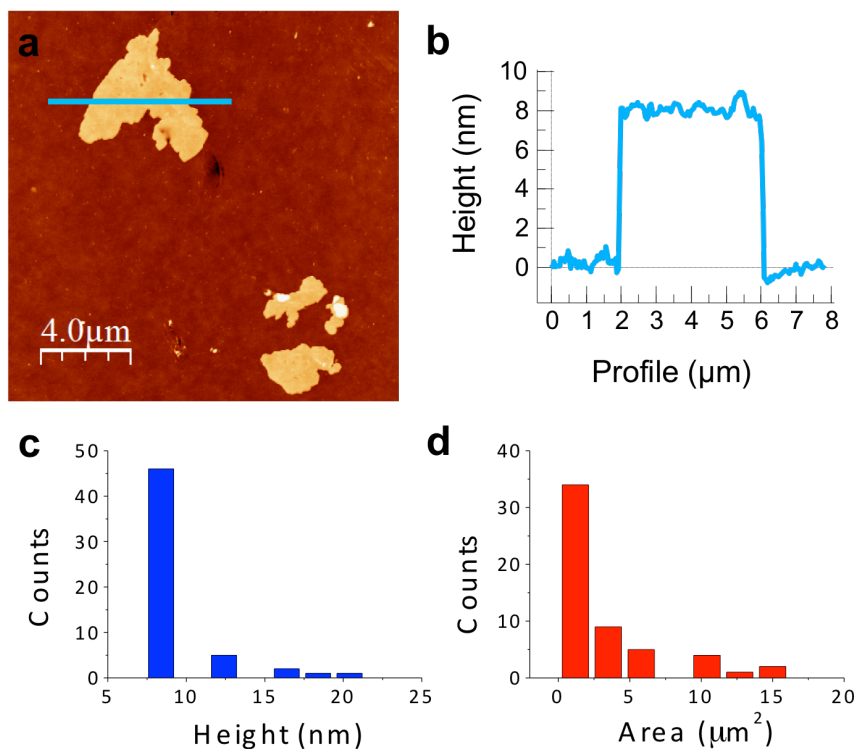 a
4.0µm
b
Height (nm)
10
8
6
4
2
0
0 1 2 3 4 5 6 7 8
Profile (µm)
c
Counts
50
40
30
20
10
0
5 10 15 20 25
Height (nm)
d
Counts
40
30
20
10
0
0 5 10 15 20
Area (µm²)